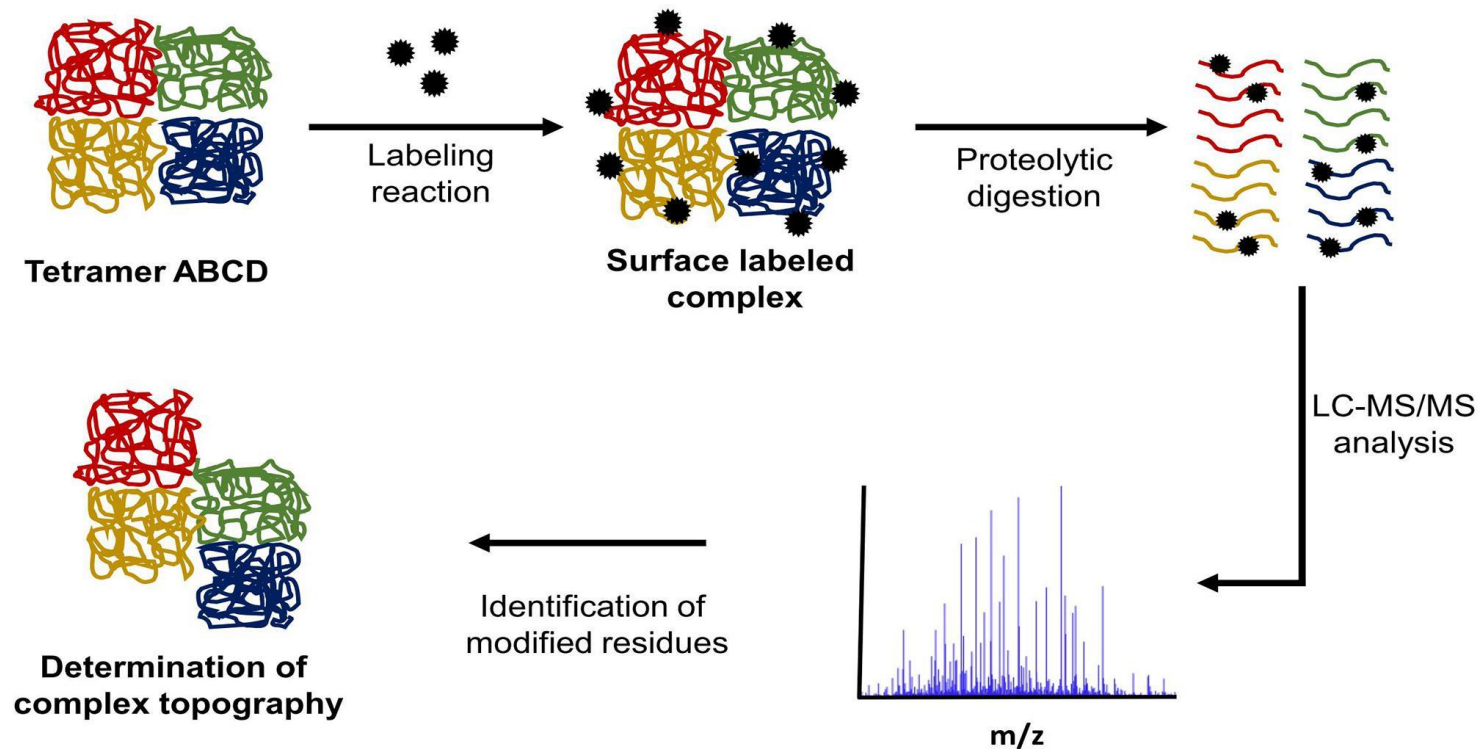 Labeling
reaction
Proteolytic
digestion
Tetramer ABCD
Surface labeled
complex
LC-MS/MS
analysis
Identification of
modified residues
Determination of
complex topography
m/z